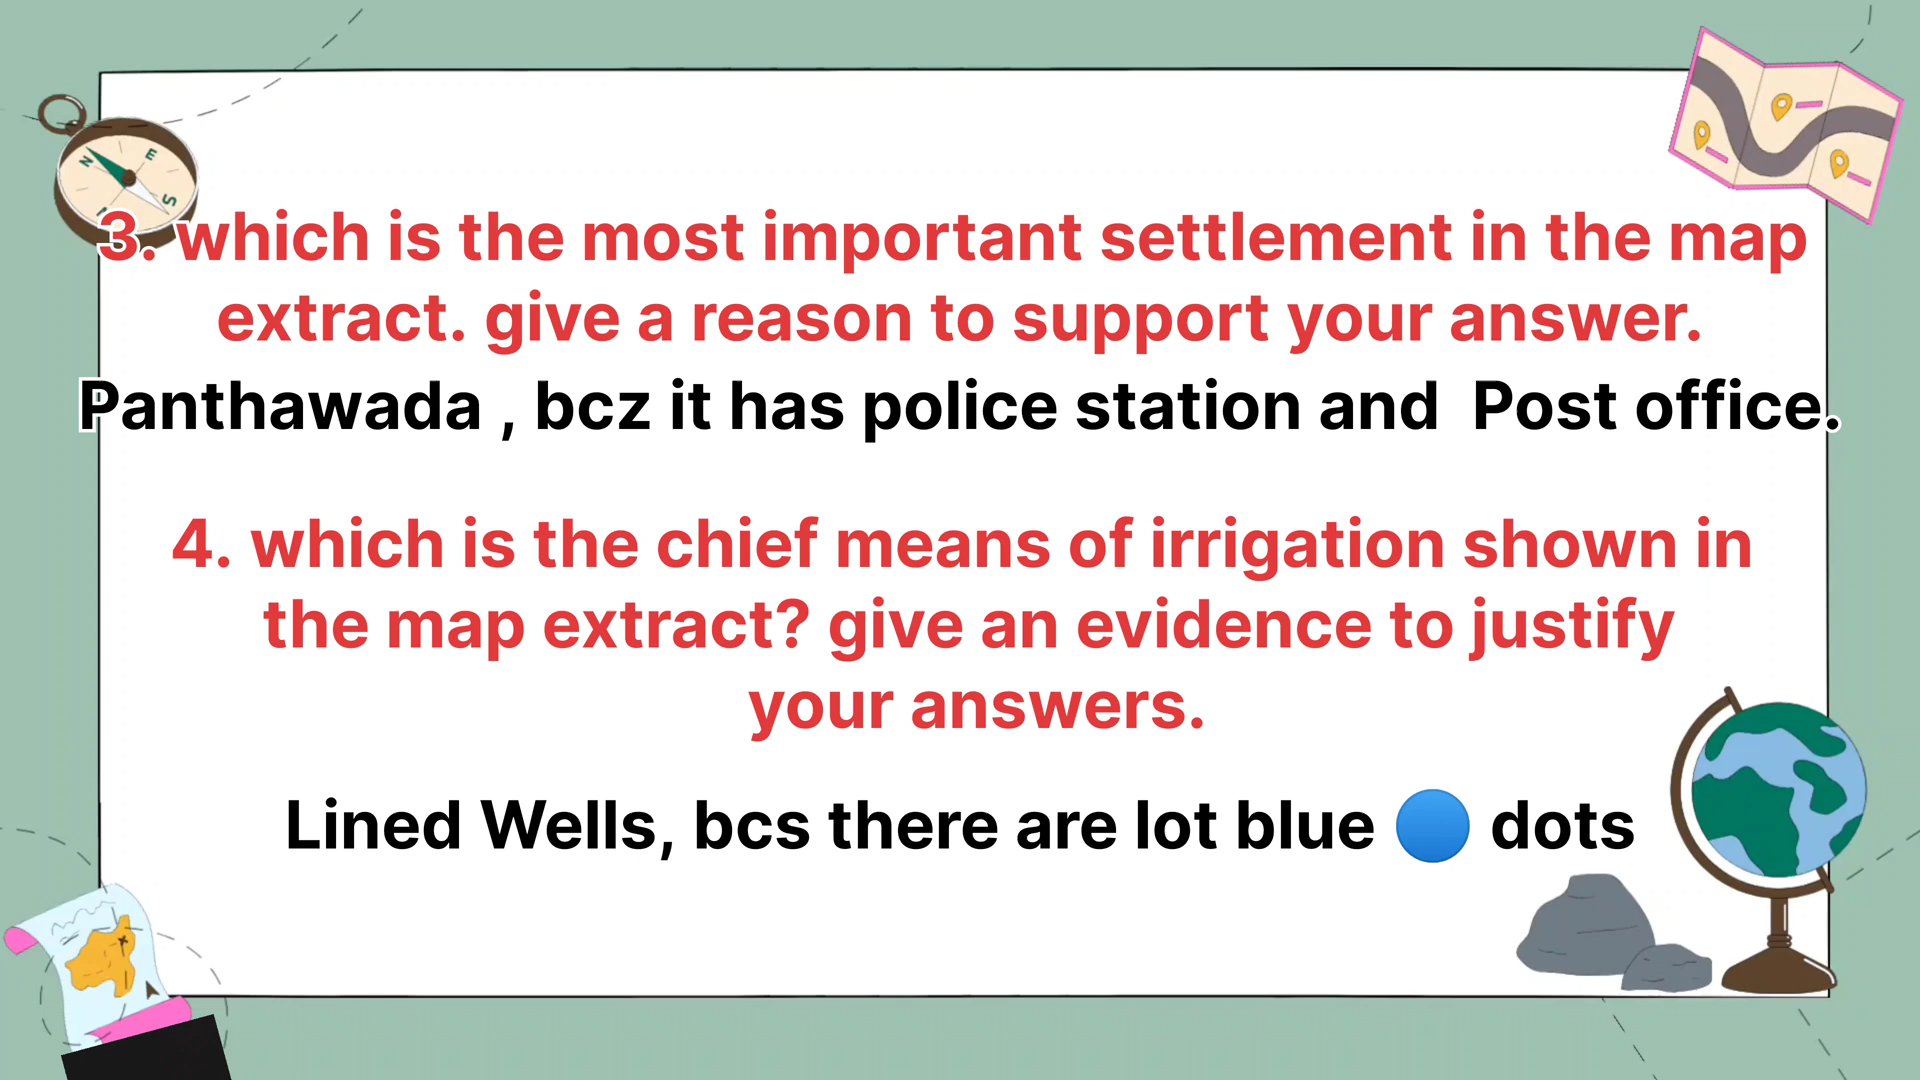 N E S
3. which is the most important settlement in the map
extract. give a reason to support your answer.
Panthawada , bcz it has police station and Post office.
4. which is the chief means of irrigation shown in
the map extract? give an evidence to justify
your answers.
Lined Wells, bcs there are lot blue 🔵 dots